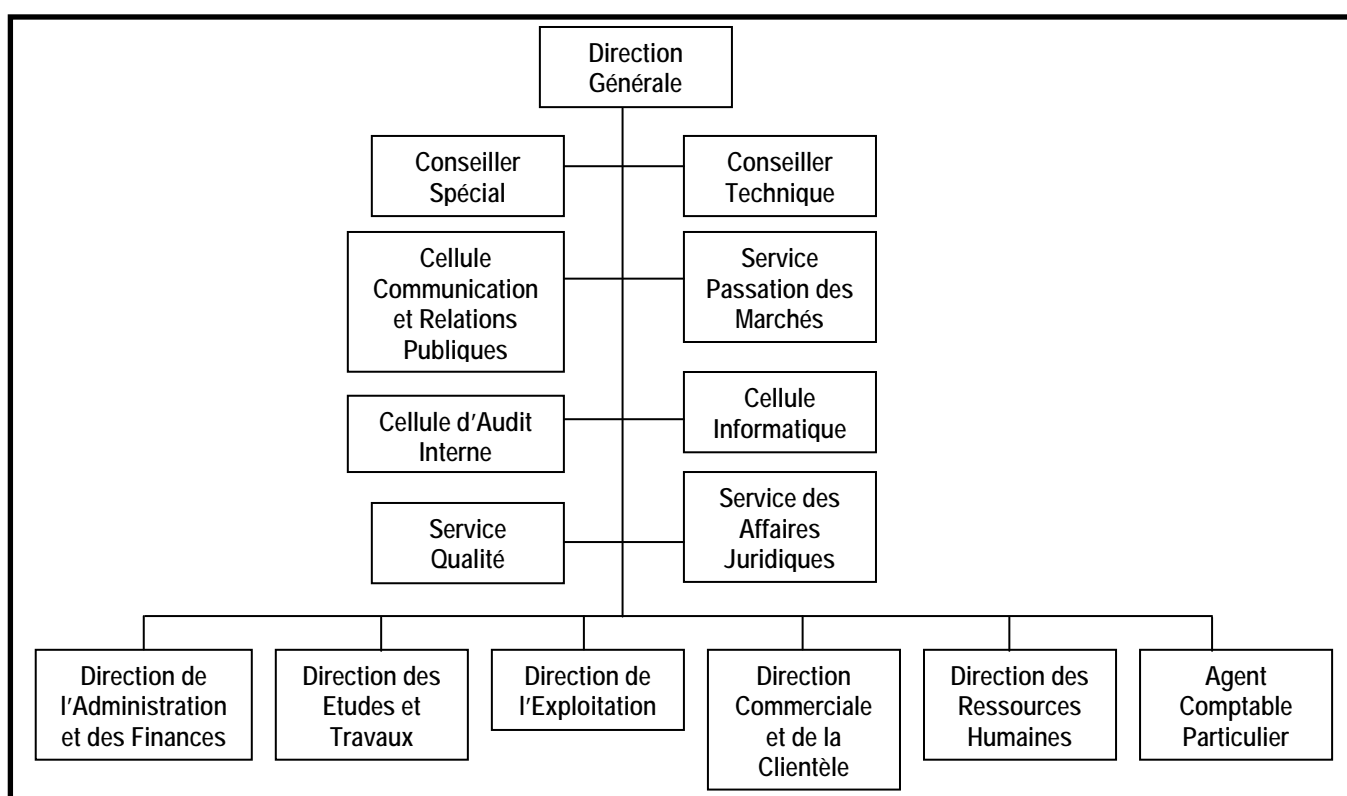 Direction
Générale
Conseiller
Spécial
Conseiller
Technique
Cellule
Communication
et Relations
Publiques
Service
Passation des
Marchés
Cellule d'Audit
Interne
Cellule
Informatique
Service
Qualité
Service des
Affaires
Juridiques
Direction de
l'Administration
et des Finances
Direction des
Etudes et
Travaux
Direction de
l'Exploitation
Direction
Commerciale
et de la
Clientèle
Direction des
Ressources
Humaines
Agent
Comptable
Particulier